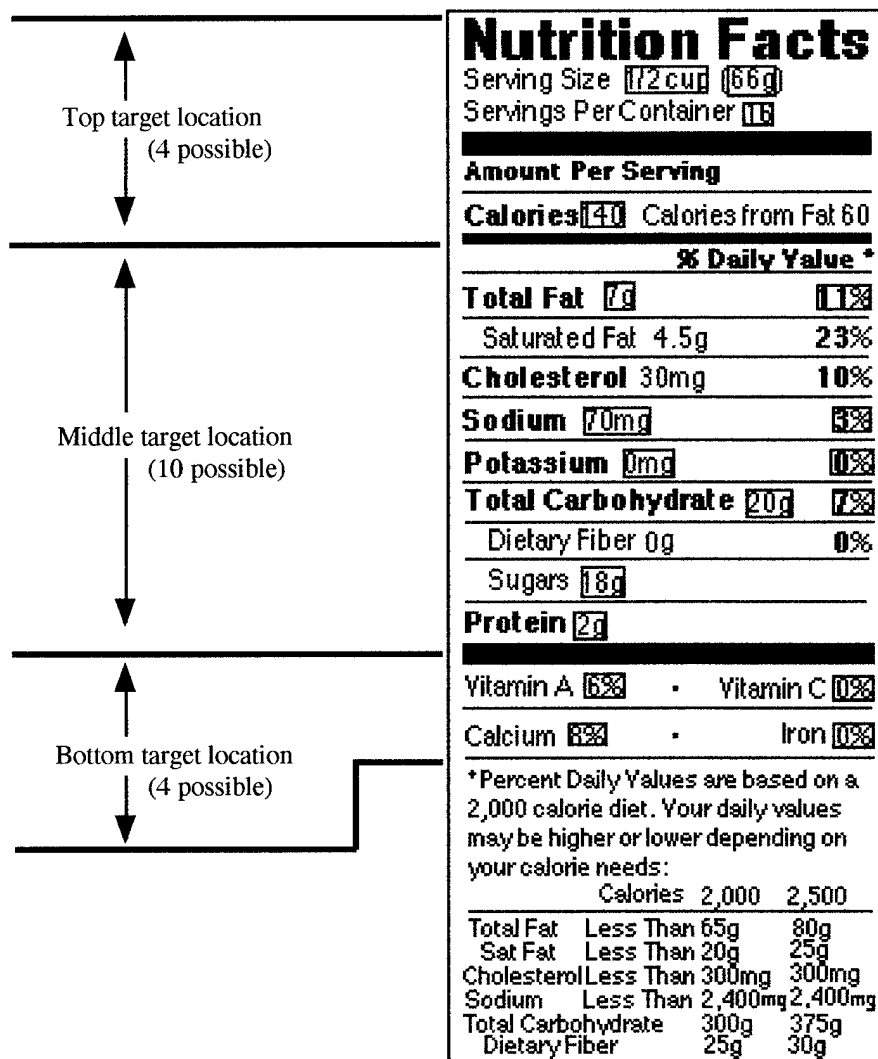 Top target location
(4 possible)
Middle target location
(10 possible)
Bottom target location
(4 possible)
Nutrition Facts
Serving Size 1/2 cup (66g)
Servings Per Container 16
Amount Per Serving
Calories 140 Calories from Fat 60
% Daily Value *
Total Fat 7g 11%
Saturated Fat 4.5g 23%
Cholesterol 30mg 10%
Sodium 70mg 3%
Potassium 0mg 0%
Total Carbohydrate 20g 7%
Dietary Fiber 0g 0%
Sugars 18g
Protein 2g
Vitamin A 6% · Vitamin C 0%
Calcium 8% · Iron 0%
*Percent Daily Values are based on a
2,000 calorie diet. Your daily values
may be higher or lower depending on
your calorie needs:
Calories 2,000 2,500
Total Fat Less Than 65g 80g
Sat Fat Less Than 20g 25g
Cholesterol Less Than 300mg 300mg
Sodium Less Than 2,400mg 2,400mg
Total Carbohydrate 300g 375g
Dietary Fiber 25g 30g